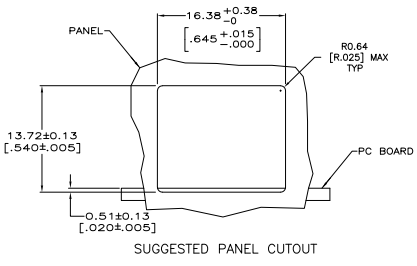 16.38 +0.38
-0
[.645 +.015
-.000]
PANEL
R0.64
[R.025] MAX
TYP
13.72±0.13
[.540±.005]
PC BOARD
0.51±0.13
[.020±.005]
SUGGESTED PANEL CUTOUT